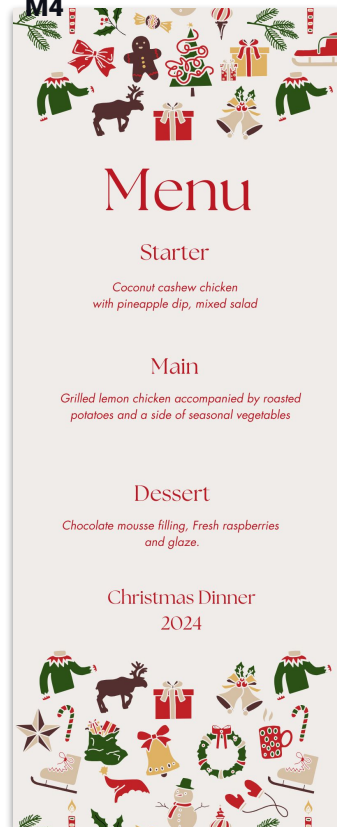 M4
Menu
Starter
Coconut cashew chicken
with pineapple dip, mixed salad
Main
Grilled lemon chicken accompanied by roasted
potatoes and a side of seasonal vegetables
Dessert
Chocolate mousse filling, Fresh raspberries
and glaze.
Christmas Dinner
2024